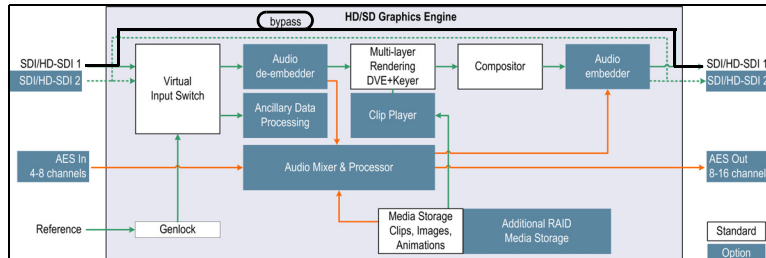 HD/SD Graphics Engine
bypass
SDI/HD-SDI 1
SDI/HD-SDI 2
Virtual
Input Switch
Audio
de-embedder
Multi-layer
Rendering
DVE+Keyer
Compositor
Audio
embedder
SDI/HD-SDI 1
SDI/HD-SDI 2
Ancillary Data
Processing
Clip Player
AES In
4-8 channels
Audio Mixer & Processor
AES Out
8-16 channel
Reference
Genlock
Media Storage
Clips, Images,
Animations
Additional RAID
Media Storage
Standard
Option